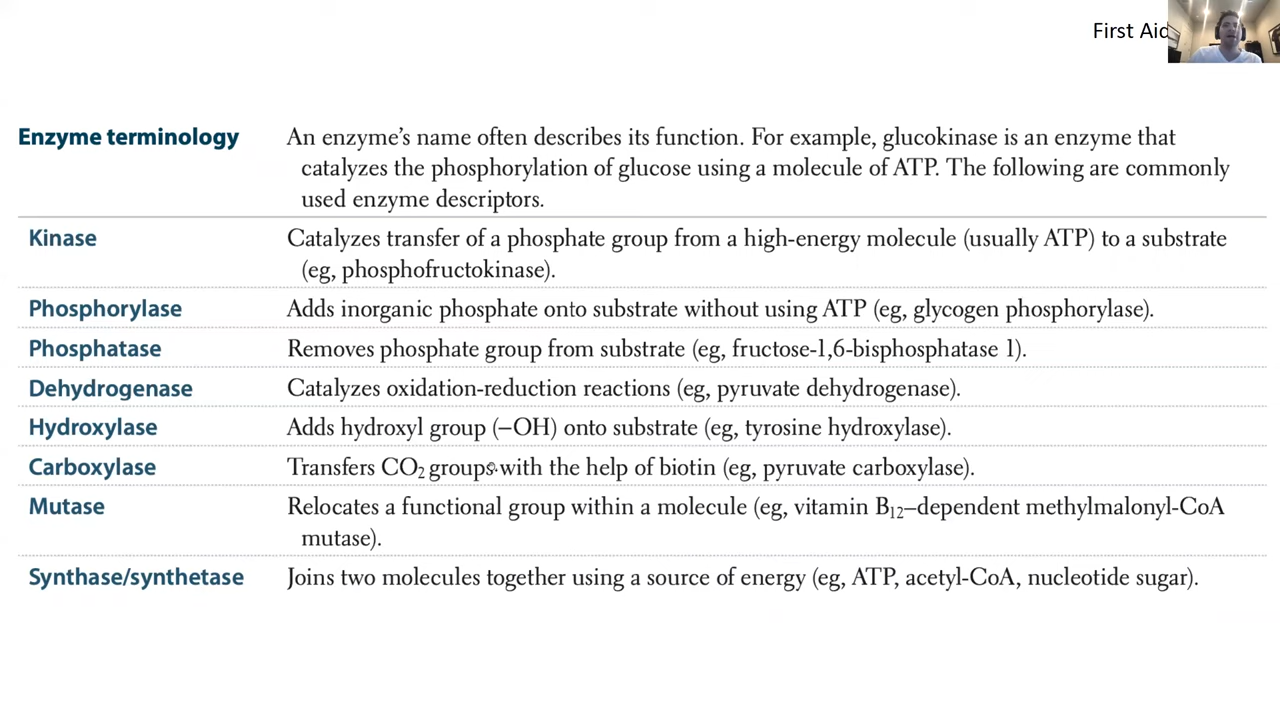 First Aid
Enzyme terminology An enzyme's name often describes its function. For example, glucokinase is an enzyme that
catalyzes the phosphorylation of glucose using a molecule of ATP. The following are commonly
used enzyme descriptors.
Kinase Catalyzes transfer of a phosphate group from a high-energy molecule (usually ATP) to a substrate
(eg, phosphofructokinase).
Phosphorylase Adds inorganic phosphate onto substrate without using ATP (eg, glycogen phosphorylase).
Phosphatase Removes phosphate group from substrate (eg, fructose-1,6-bisphosphatase 1).
Dehydrogenase Catalyzes oxidation-reduction reactions (eg, pyruvate dehydrogenase).
Hydroxylase Adds hydroxyl group (−OH) onto substrate (eg, tyrosine hydroxylase).
Carboxylase Transfers CO₂ groups with the help of biotin (eg, pyruvate carboxylase).
Mutase Relocates a functional group within a molecule (eg, vitamin B₁₂–dependent methylmalonyl-CoA
mutase).
Synthase/synthetase Joins two molecules together using a source of energy (eg, ATP, acetyl-CoA, nucleotide sugar).